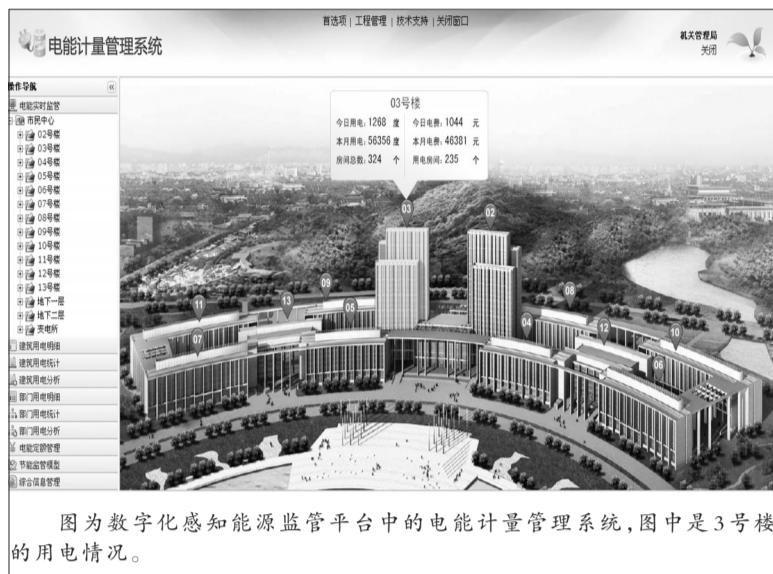 首选项 | 工程管理 | 技术支持 | 关闭窗口
电能计量管理系统
机关管理局
关闭
操作导航
电能实时监管
市民中心
02号楼
03号楼
04号楼
05号楼
06号楼
07号楼
08号楼
09号楼
10号楼
11号楼
12号楼
13号楼
地下一层
地下二层
变电所
建筑用电明细
建筑用电统计
建筑用电分析
部门用电明细
部门用电统计
部门用电分析
电能定额管理
节能监管模型
综合信息管理
03号楼
今日用电:1268 度 今日电费:1044 元
本月用电:56356 度 本月电费:46381 元
房间总数:324 个 用电房间:235 个
03
02
09
08
11
13
05
07
04
12
10
06
图为数字化感知能源监管平台中的电能计量管理系统,图中是3号楼
的用电情况。